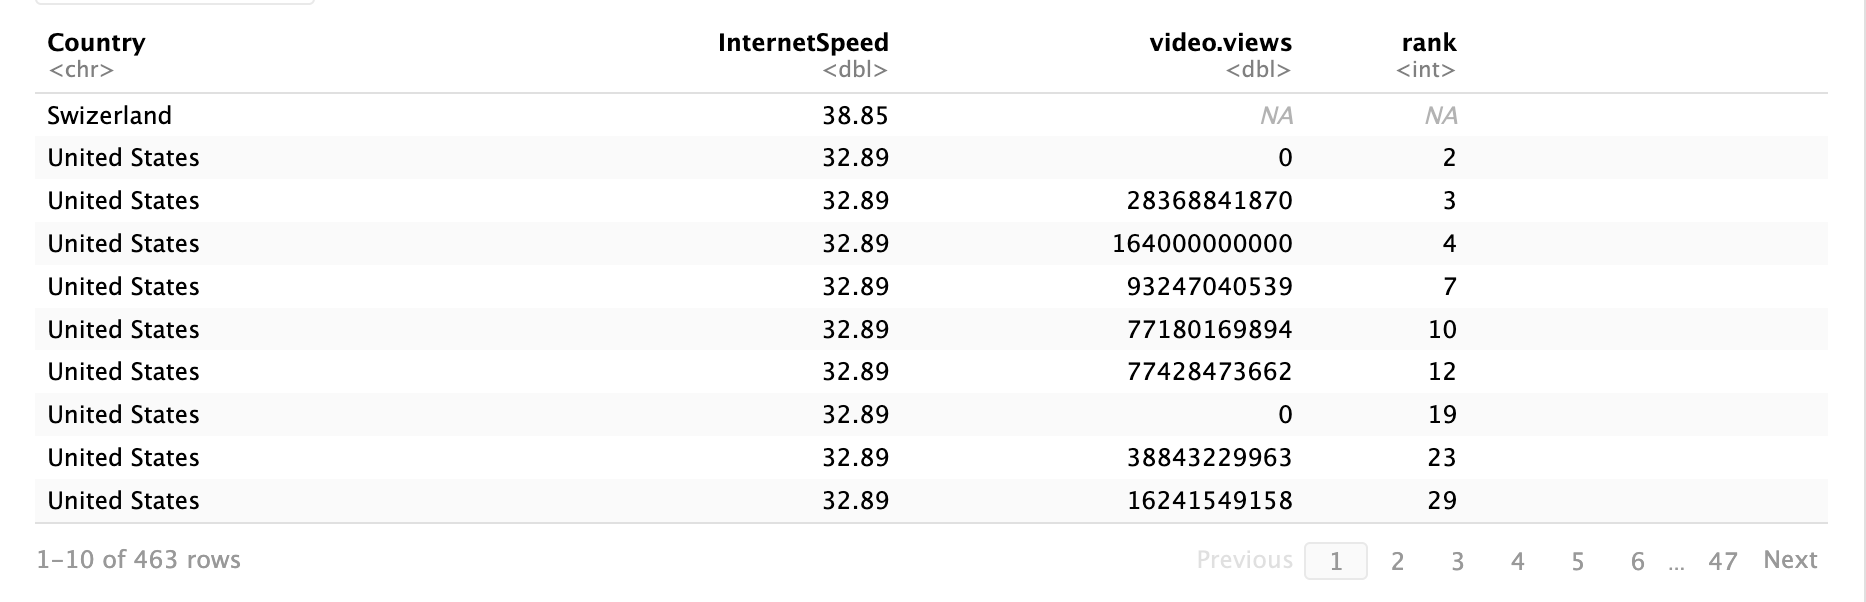 Country InternetSpeed video.views rank
<chr> <dbl> <dbl> <int>
Swizerland 38.85 NA NA
United States 32.89 0 2
United States 32.89 28368841870 3
United States 32.89 164000000000 4
United States 32.89 93247040539 7
United States 32.89 77180169894 10
United States 32.89 77428473662 12
United States 32.89 0 19
United States 32.89 38843229963 23
United States 32.89 16241549158 29
1-10 of 463 rows Previous 1 2 3 4 5 6 ... 47 Next